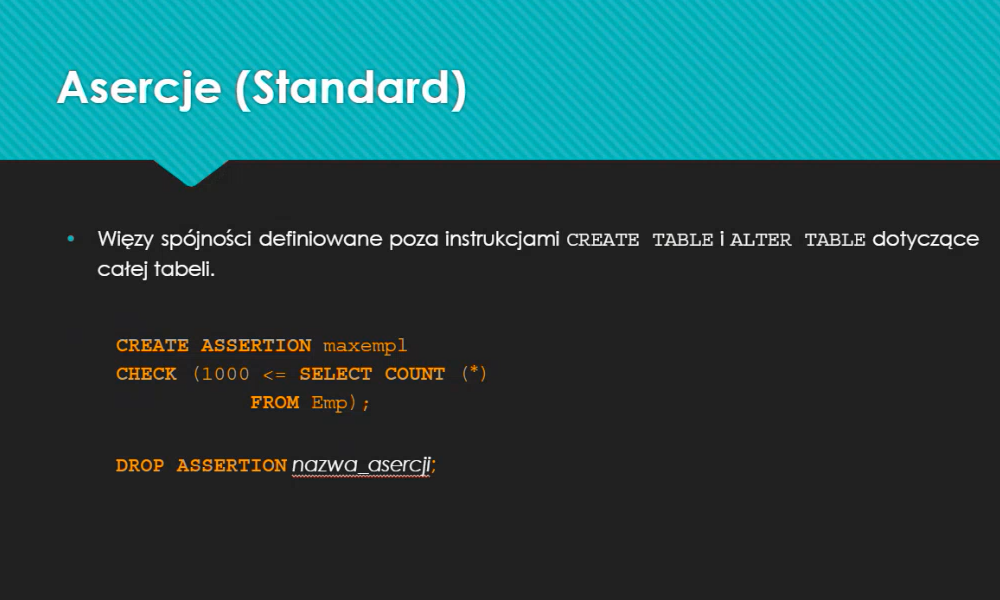 Asercje (Standard)
• Więzy spójności definiowane poza instrukcjami CREATE TABLE i ALTER TABLE dotyczące
całej tabeli.
CREATE ASSERTION maxempl
CHECK (1000 <= SELECT COUNT (*)
FROM Emp);
DROP ASSERTION nazwa_asercji;